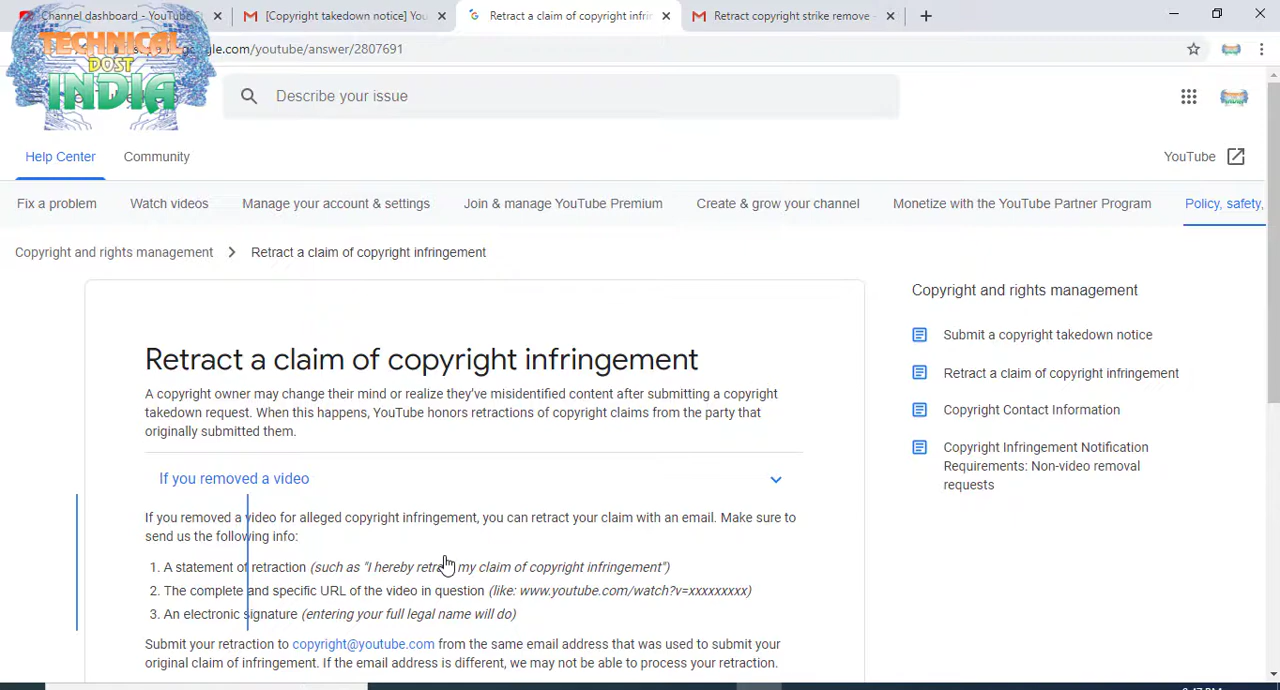 Channel dashboard - YouTube S
[Copyright takedown notice] You
Retract a claim of copyright infrin
Retract copyright strike remove -
TECHNICAL
DOST
INDIA
gle.com/youtube/answer/2807691
Describe your issue
Help Center
Community
YouTube
Fix a problem
Watch videos
Manage your account & settings
Join & manage YouTube Premium
Create & grow your channel
Monetize with the YouTube Partner Program
Policy, safety,
Copyright and rights management
Retract a claim of copyright infringement
Retract a claim of copyright infringement
A copyright owner may change their mind or realize they've misidentified content after submitting a copyright
takedown request. When this happens, YouTube honors retractions of copyright claims from the party that
originally submitted them.
If you removed a video
If you removed a video for alleged copyright infringement, you can retract your claim with an email. Make sure to
send us the following info:
1. A statement of retraction (such as "I hereby retract my claim of copyright infringement")
2. The complete and specific URL of the video in question (like: www.youtube.com/watch?v=xxxxxxxxx)
3. An electronic signature (entering your full legal name will do)
Submit your retraction to copyright@youtube.com from the same email address that was used to submit your
original claim of infringement. If the email address is different, we may not be able to process your retraction.
Copyright and rights management
Submit a copyright takedown notice
Retract a claim of copyright infringement
Copyright Contact Information
Copyright Infringement Notification
Requirements: Non-video removal
requests